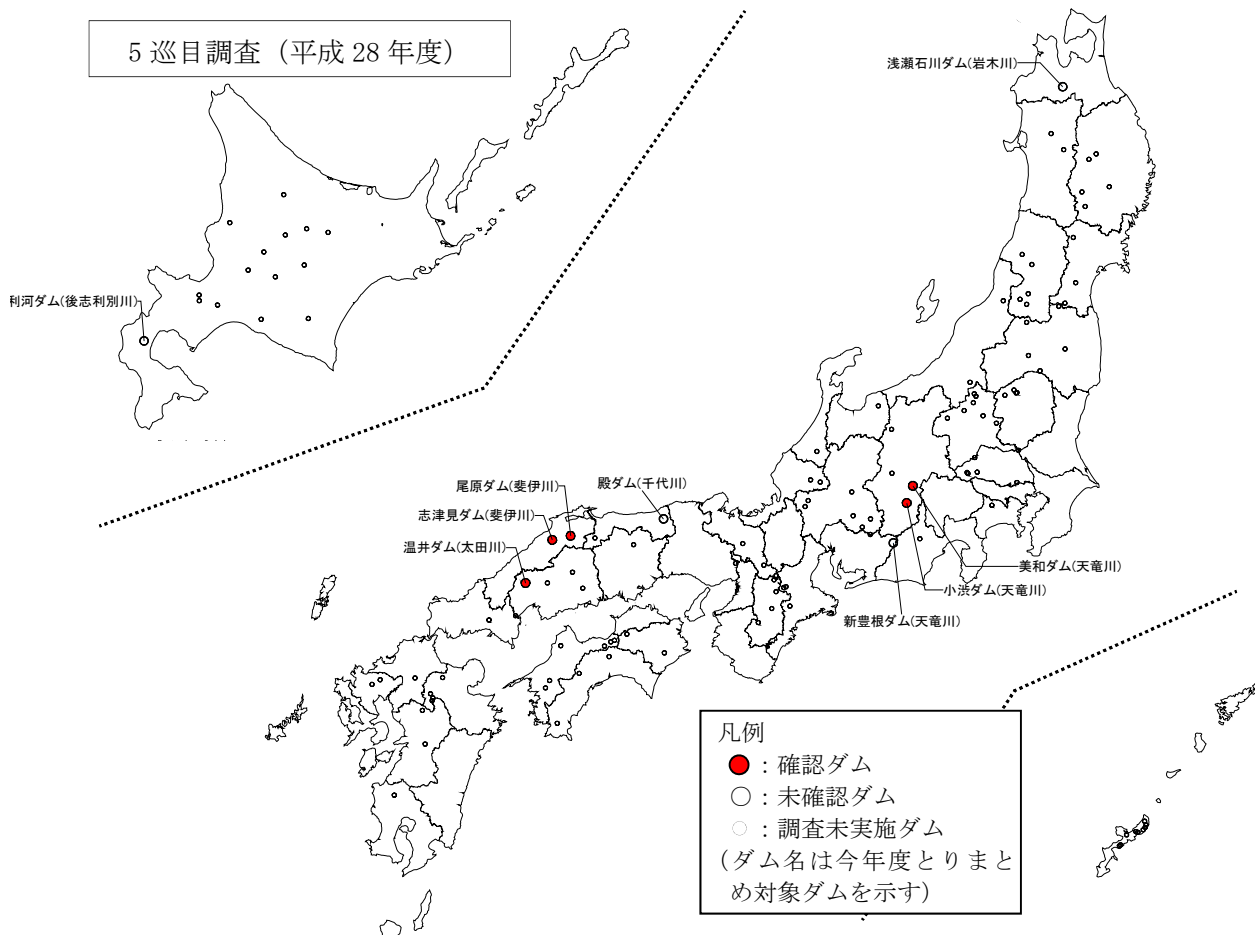 5 巡目調査（平成 28 年度）
浅瀬石川ダム(岩木川)
利河ダム(後志利別川)
尾原ダム(斐伊川)
殿ダム(千代川)
志津見ダム(斐伊川)
温井ダム(太田川)
美和ダム(天竜川)
小渋ダム(天竜川)
新豊根ダム(天竜川)
凡例
：確認ダム
：未確認ダム
：調査未実施ダム
(ダム名は今年度とりまと
め対象ダムを示す)